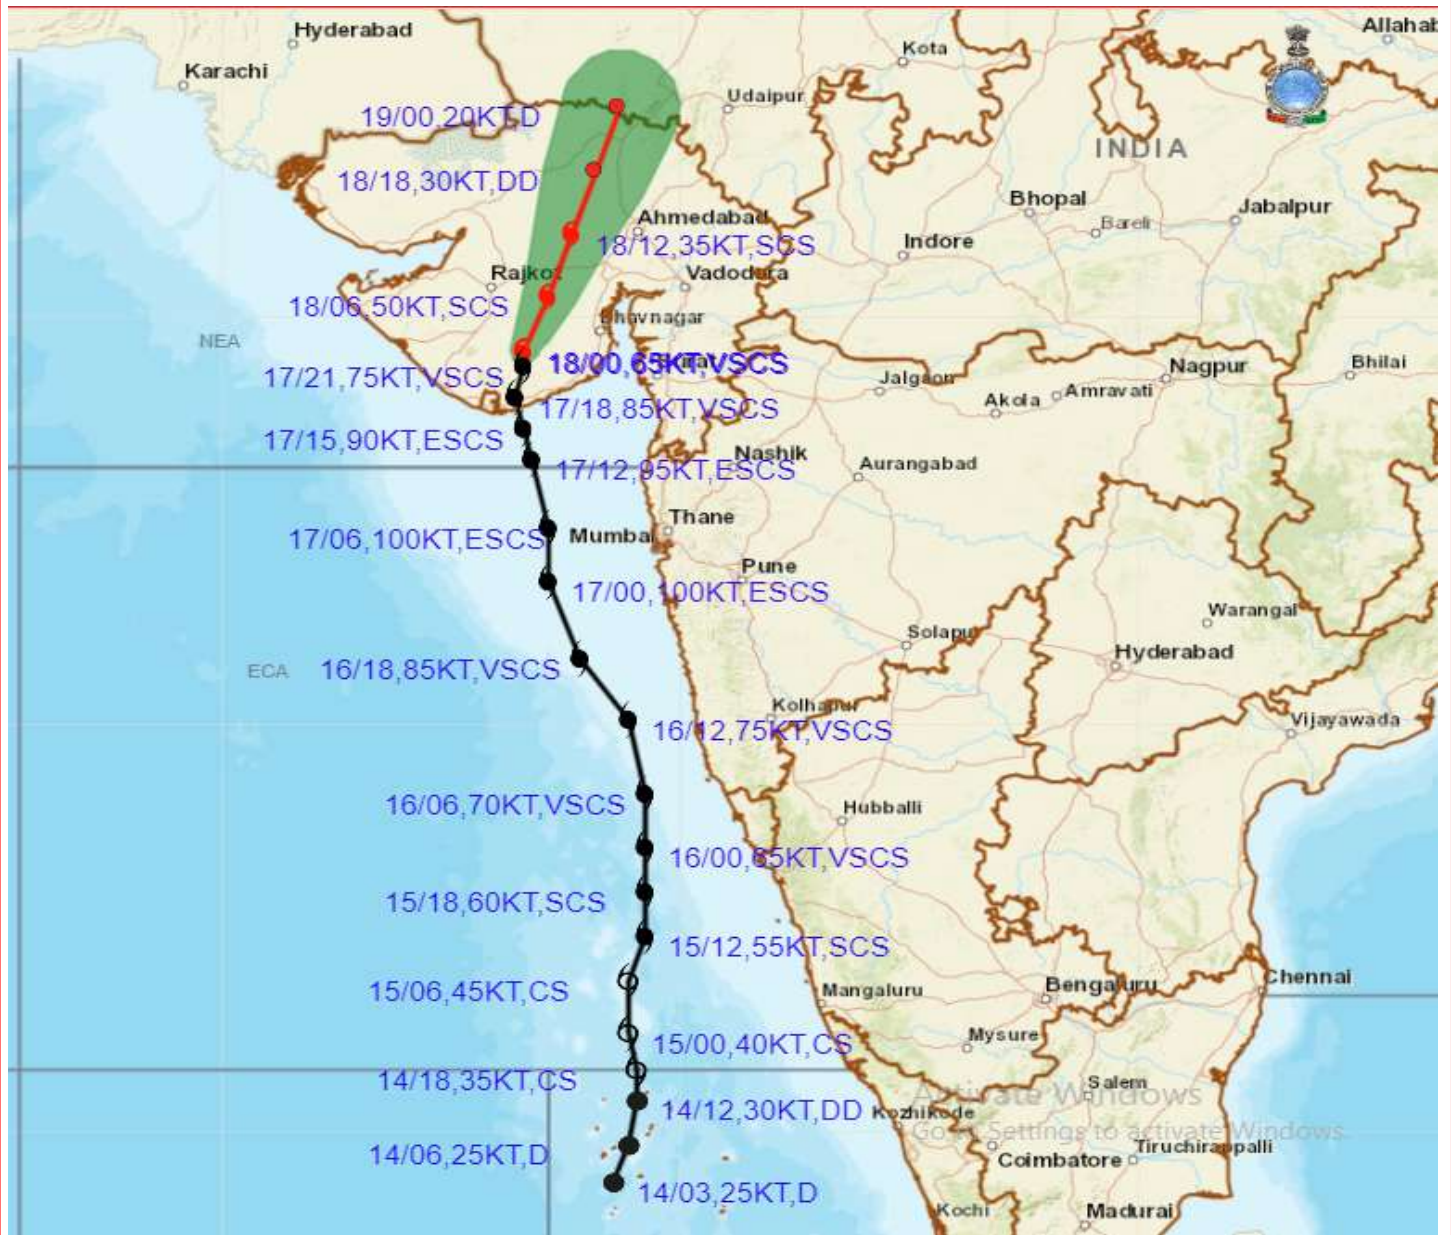 Allahab
Hyderabad
Kota
Karachi
Udaipur
19/00,20KT,D
INDIA
18/18,30KT,DD
Bhopal
Jabalpur
Ahmedabad
Bareli
18/12,35KT,SCS
Indore
Rajkot
Vadodara
18/06,50KT,SCS
Bhavnagar
NEA
18/00,65KT,VSCS
Nagpur
Bhilai
17/21,75KT,VSCS
Jalgaon
Amravati
Akola
17/18,85KT,VSCS
17/15,90KT,ESCS
Nashik
17/12,95KT,ESCS
Aurangabad
Thane
17/06,100KT,ESCS
Mumbai
Pune
17/00,100KT,ESCS
Warangal
Solapur
Hyderabad
ECA
16/18,85KT,VSCS
Kolhapur
Vijayawada
16/12,75KT,VSCS
16/06,70KT,VSCS
Hubballi
16/00,65KT,VSCS
15/18,60KT,SCS
15/12,55KT,SCS
Chennai
Bengaluru
15/06,45KT,CS
Mangaluru
Mysure
15/00,40KT,CS
14/18,35KT,CS
Salem
Activate Windows
14/12,30KT,DD
Kozhikode
Go to Settings to activate Windows.
Tiruchirappalli
14/06,25KT,D
Coimbatore
14/03,25KT,D
Kochi
Madurai